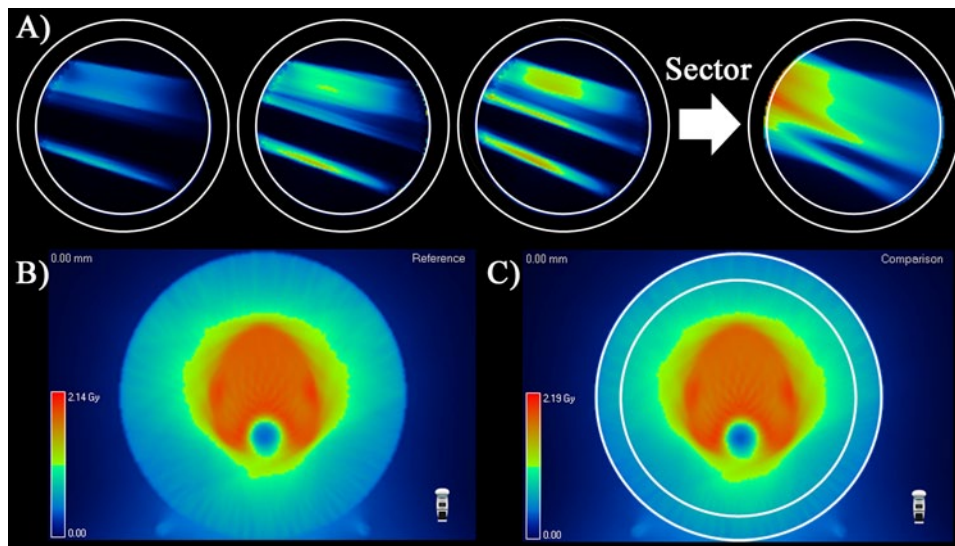 A)
Sector
B)
0.00 mm
Reference
2.14 Gy
0.00
C)
0.00 mm
Comparison
2.19 Gy
0.00